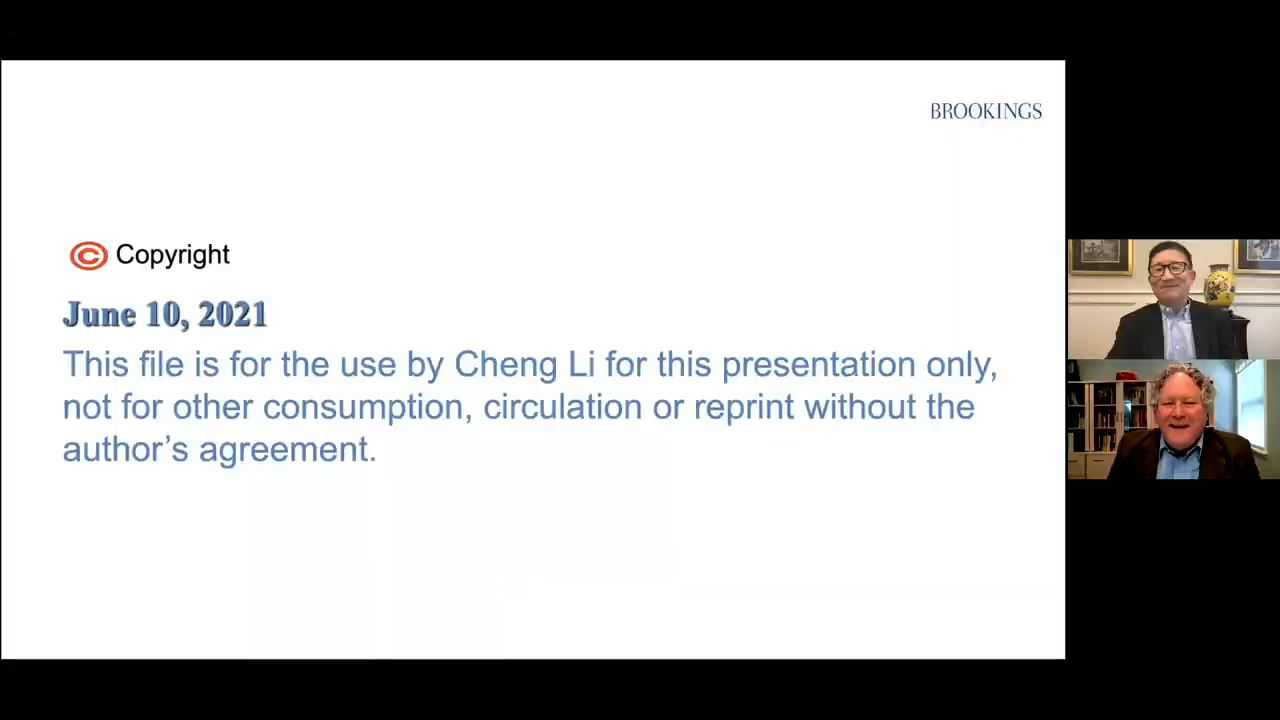 BROOKINGS
© Copyright
June 10, 2021
This file is for the use by Cheng Li for this presentation only,
not for other consumption, circulation or reprint without the
author’s agreement.